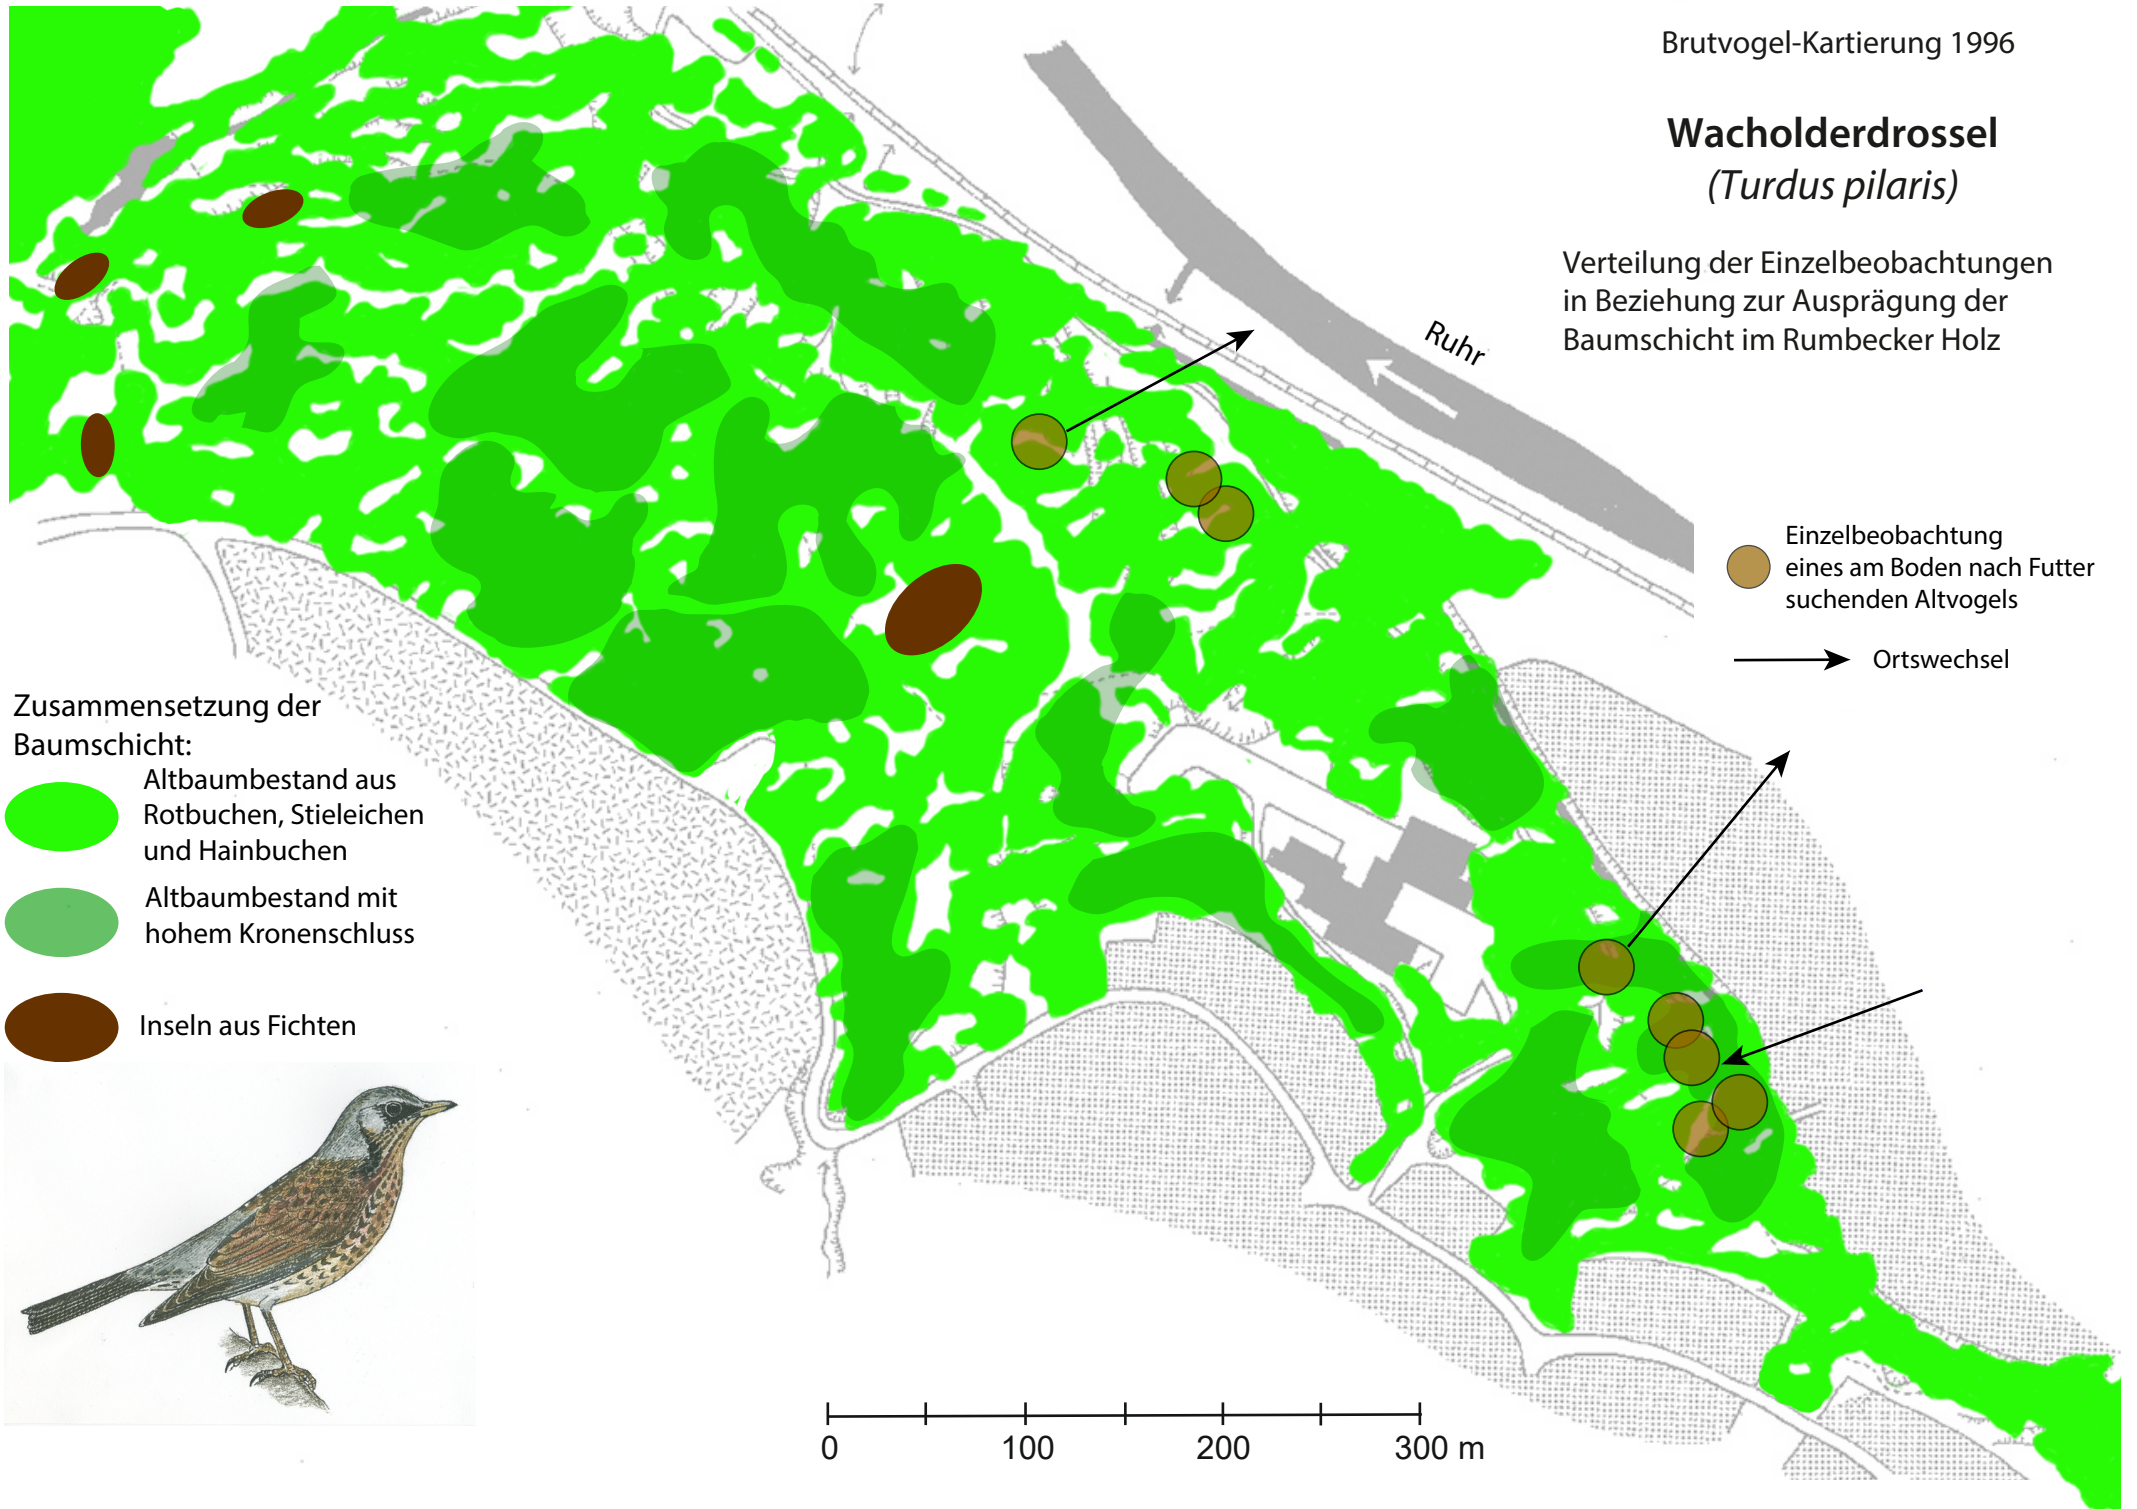 Brutvogel-Kartierung 1996
Wacholderdrossel
(Turdus pilaris)
Verteilung der Einzelbeobachtungen
in Beziehung zur Ausprägung der
Baumschicht im Rumbecker Holz
Ruhr
Einzelbeobachtung
eines am Boden nach Futter
suchenden Altvogels
Ortswechsel
Zusammensetzung der
Baumschicht:
Altbaumbestand aus
Rotbuchen, Stieleichen
und Hainbuchen
Altbaumbestand mit
hohem Kronenschluss
Inseln aus Fichten
0 100 200 300 m